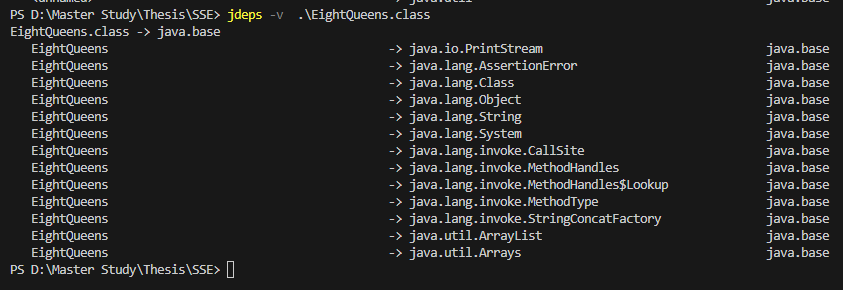 PS D:\Master Study\Thesis\SSE> jdeps -v  .\EightQueens.class
EightQueens.class -> java.base
   EightQueens                                        -> java.io.PrintStream                                java.base
   EightQueens                                        -> java.lang.AssertionError                           java.base
   EightQueens                                        -> java.lang.Class                                    java.base
   EightQueens                                        -> java.lang.Object                                   java.base
   EightQueens                                        -> java.lang.String                                   java.base
   EightQueens                                        -> java.lang.System                                   java.base
   EightQueens                                        -> java.lang.invoke.CallSite                          java.base
   EightQueens                                        -> java.lang.invoke.MethodHandles                     java.base
   EightQueens                                        -> java.lang.invoke.MethodHandles$Lookup              java.base
   EightQueens                                        -> java.lang.invoke.MethodType                        java.base
   EightQueens                                        -> java.lang.invoke.StringConcatFactory               java.base
   EightQueens                                        -> java.util.ArrayList                                java.base
   EightQueens                                        -> java.util.Arrays                                   java.base
PS D:\Master Study\Thesis\SSE>